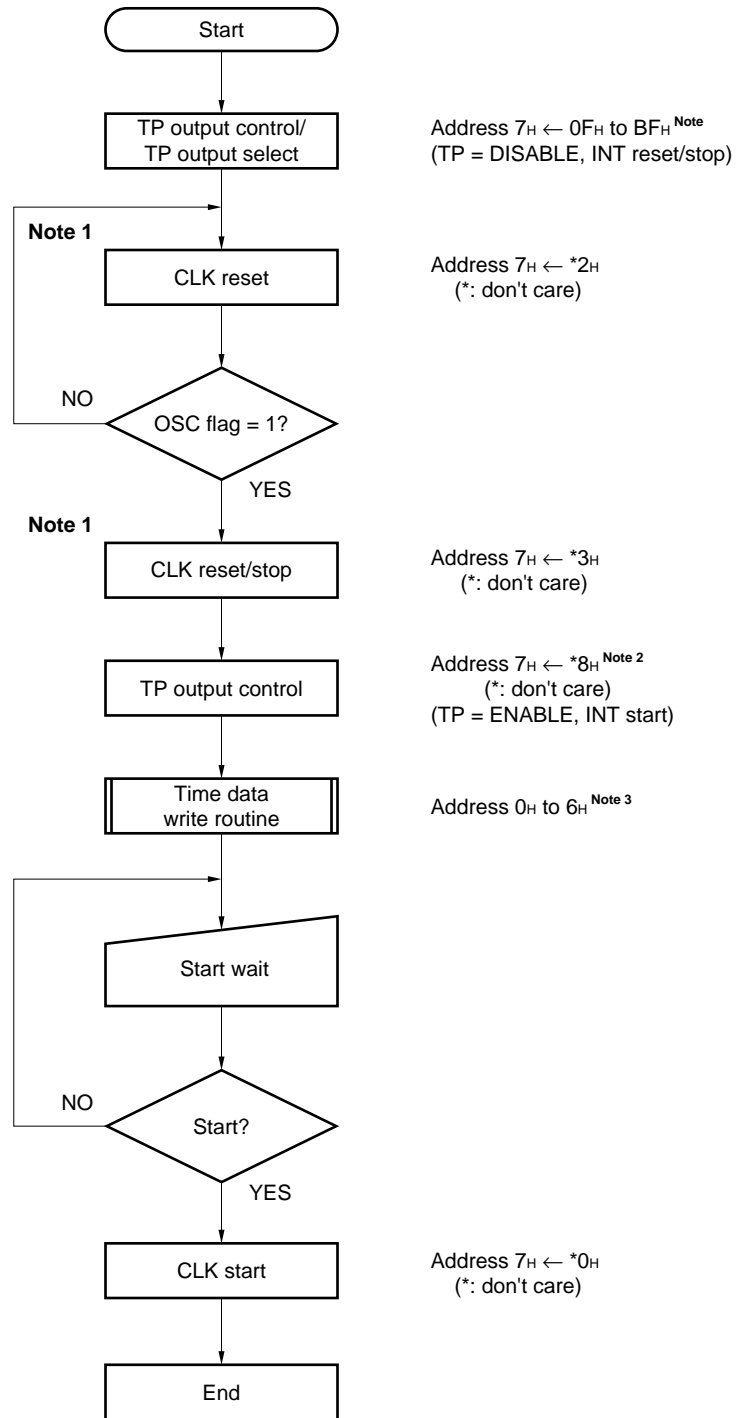 Start
TP output control/
TP output select
Address 7H ← 0FH to BFH Note
(TP = DISABLE, INT reset/stop)
Note 1
CLK reset
Address 7H ← *2H
(*: don't care)
NO
OSC flag = 1?
YES
Note 1
CLK reset/stop
Address 7H ← *3H
(*: don't care)
TP output control
Address 7H ← *8H Note 2
(*: don't care)
(TP = ENABLE, INT start)
Time data
write routine
Address 0H to 6H Note 3
Start wait
NO
Start?
YES
CLK start
Address 7H ← *0H
(*: don't care)
End